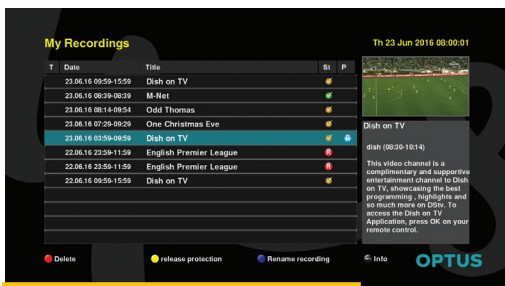 My Recordings
Th 23 Jun 2016 08:00:01
T Date Title St P
23.06.16 09:59-15:59 Dish on TV
23.06.16 08:39-08:39 M-Net
23.06.16 08:14-09:54 Odd Thomas
23.06.16 07:29-09:29 One Christmas Eve
23.06.16 03:59-09:59 Dish on TV
22.06.16 23:59-11:59 English Premier League R
22.06.16 23:59-11:59 English Premier League R
22.06.16 09:59-15:59 Dish on TV
Dish on TV
dish (08:30-10:14)
This video channel is a
complimentary and supportive
entertainment channel to Dish
on TV, showcasing the best
programming , highlights and
so much more on DStv. To
access the Dish on TV
Application, press OK on your
remote control.
Delete release protection Rename recording Info
OPTUS